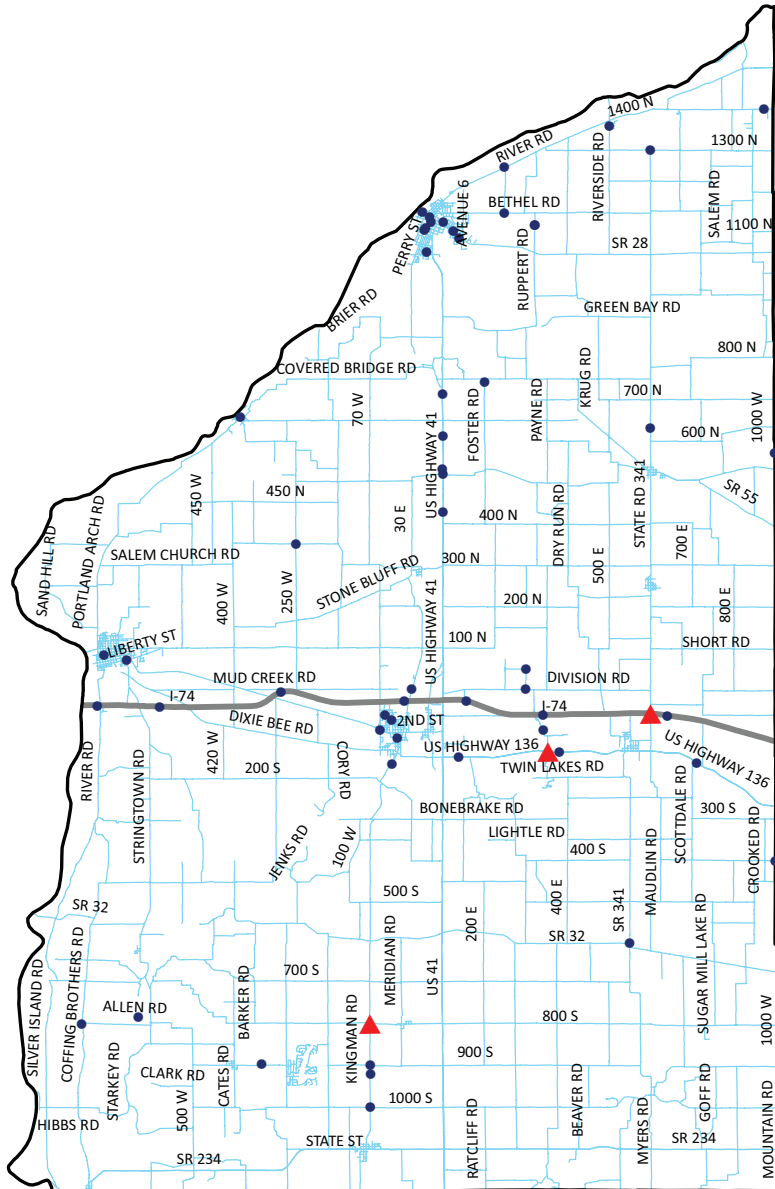 1400 N
RIVER RD
1300 N
RIVERSIDE RD
AVENUE 6
BETHEL RD
SALEM RD
1100 N
PERRY ST
SR 28
RUPPERT RD
BRIER RD
GREEN BAY RD
800 N
COVERED BRIDGE RD
KRUG RD
700 N
70 W
FOSTER RD
PAYNE RD
1000 W
600 N
US HIGHWAY 41
450 W
450 N
STATE RD 341
SR 55
30 E
400 N
DRY RUN RD
SAND HILL RD
PORTLAND ARCH RD
SALEM CHURCH RD
300 N
500 E
700 E
STONE BLUFF RD
400 W
250 W
200 N
800 E
US HIGHWAY 41
LIBERTY ST
100 N
SHORT RD
MUD CREEK RD
DIVISION RD
I-74
I-74
DIXIE BEE RD
2ND ST
US HIGHWAY 136
US HIGHWAY 136
420 W
200 S
CORY RD
TWIN LAKES RD
RIVER RD
STRINGTOWN RD
BONEBRAKE RD
300 S
SCOTTDALE RD
LIGHTLE RD
JENKS RD
100 W
400 S
CROOKED RD
MAUDLIN RD
500 S
400 E
SR 341
SR 32
200 E
SR 32
SUGAR MILL LAKE RD
MERIDIAN RD
COFFING BROTHERS RD
700 S
US 41
SILVER ISLAND RD
BARKER RD
ALLEN RD
800 S
1000 W
KINGMAN RD
900 S
STARKEY RD
CLARK RD
CATES RD
500 W
1000 S
BEAVER RD
GOFF RD
HIBBS RD
MYERS RD
STATE ST
SR 234
RATCLIFF RD
MOUNTAIN RD
SR 234